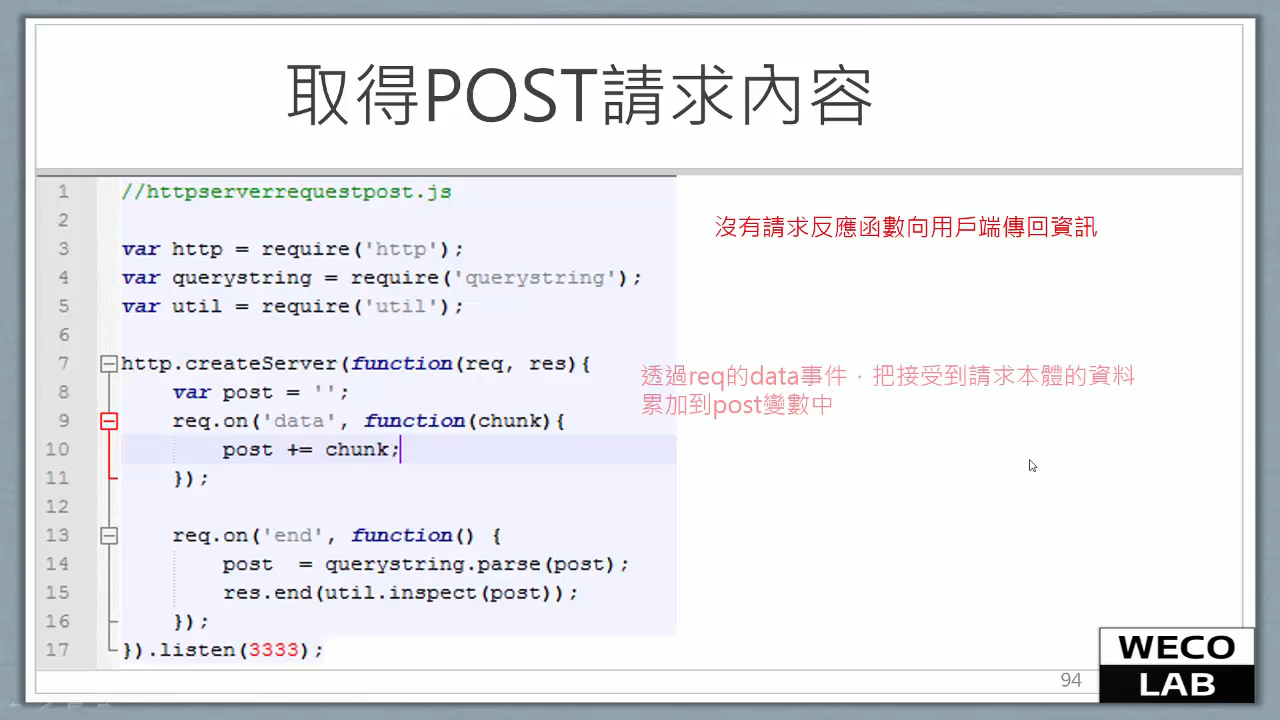 取得POST請求內容
1 //httpserverrequestpost.js
2
3 var http = require('http');
4 var querystring = require('querystring');
5 var util = require('util');
6
7 http.createServer(function(req, res){
8 var post = '';
9 req.on('data', function(chunk){
10 post += chunk;
11 });
12
13 req.on('end', function() {
14 post = querystring.parse(post);
15 res.end(util.inspect(post));
16 });
17 }).listen(3333);
沒有請求反應函數向用戶端傳回資訊
透過req的data事件，把接受到請求本體的資料
累加到post變數中
94
WECO
LAB